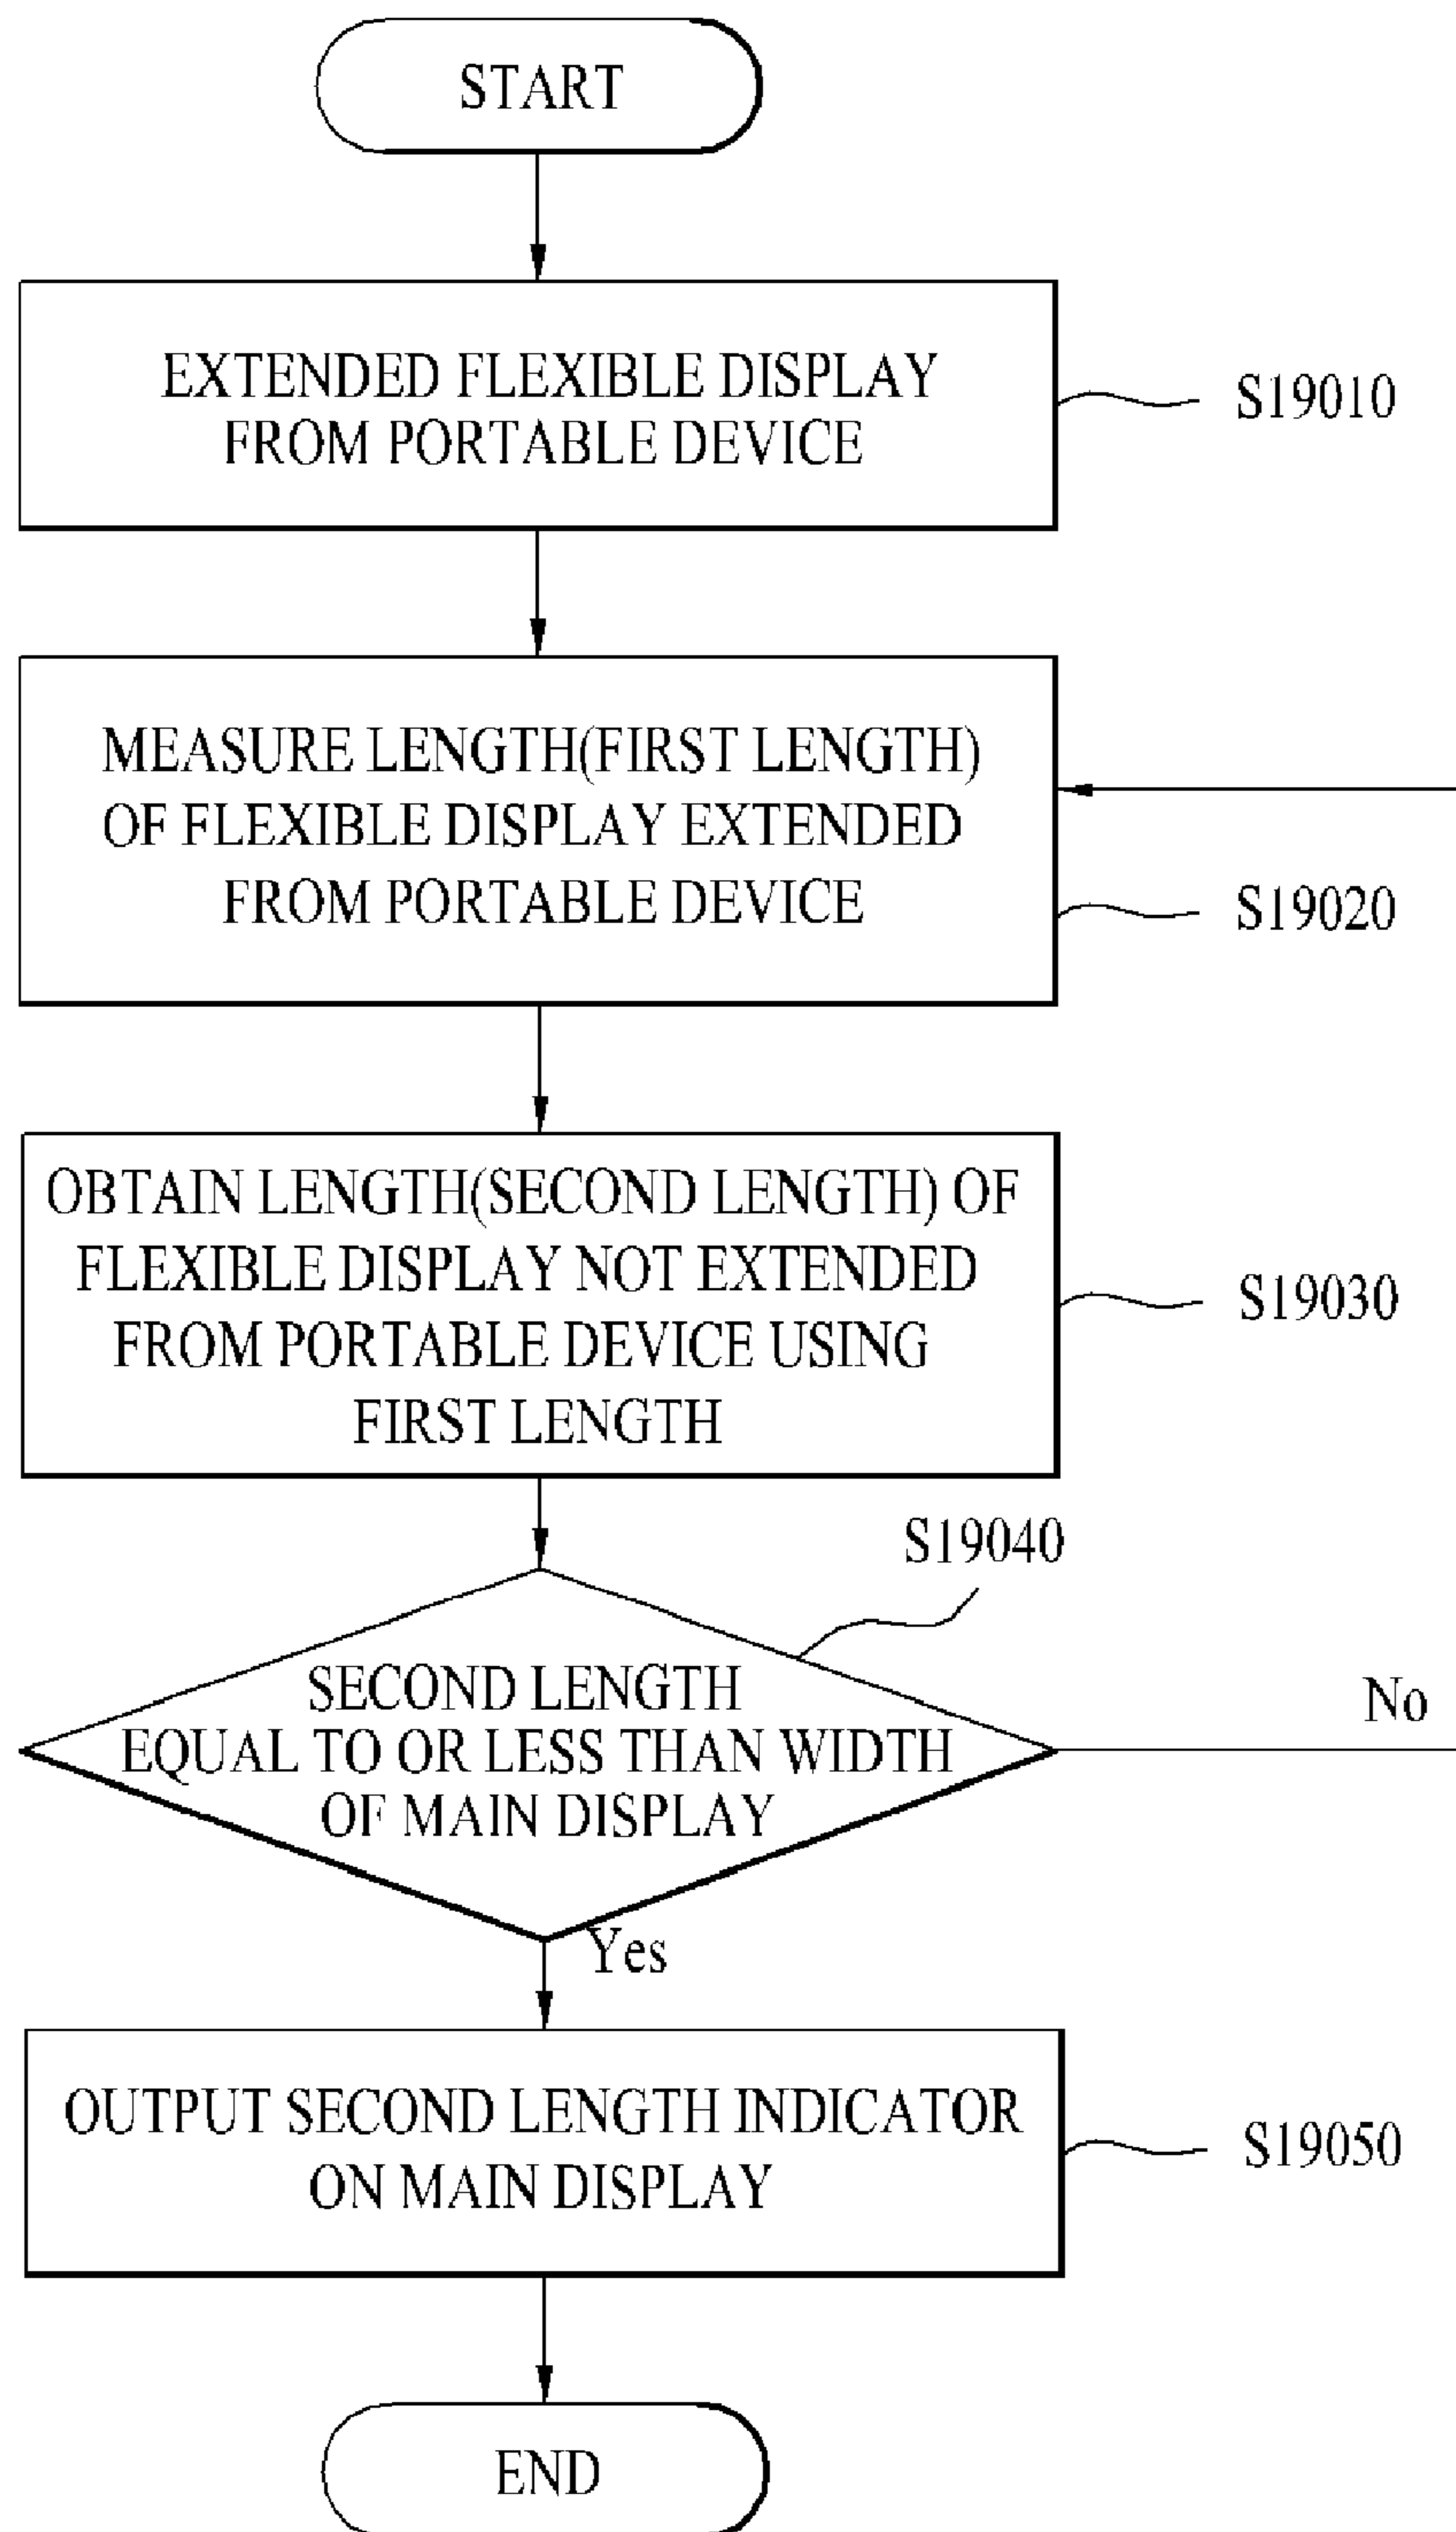 START
EXTENDED FLEXIBLE DISPLAY
FROM PORTABLE DEVICE
S19010
MEASURE LENGTH(FIRST LENGTH)
OF FLEXIBLE DISPLAY EXTENDED
FROM PORTABLE DEVICE
S19020
OBTAIN LENGTH(SECOND LENGTH) OF
FLEXIBLE DISPLAY NOT EXTENDED
FROM PORTABLE DEVICE USING
FIRST LENGTH
S19030
S19040
SECOND LENGTH
EQUAL TO OR LESS THAN WIDTH
OF MAIN DISPLAY
No
Yes
OUTPUT SECOND LENGTH INDICATOR
ON MAIN DISPLAY
S19050
END